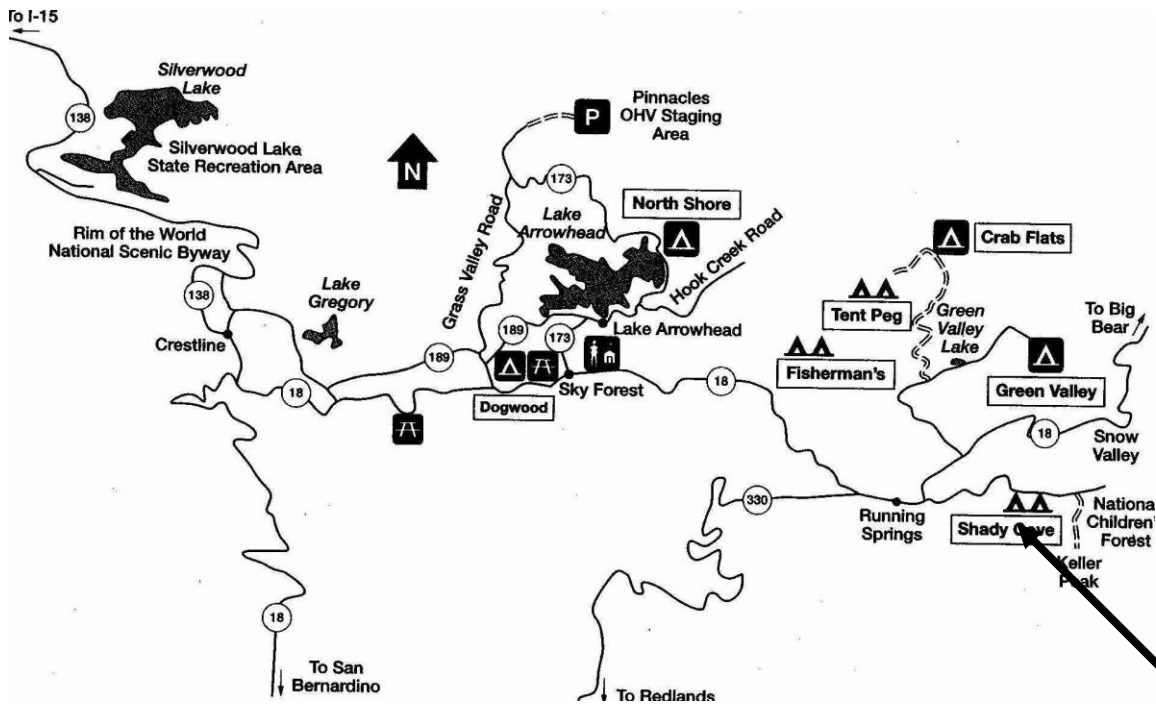 To I-15
Silverwood
Lake
138
Silverwood Lake
State Recreation Area
N
P
Pinnacles
OHV Staging
Area
173
Lake
Arrowhead
North Shore
Grass Valley Road
Hook Creek Road
Crab Flats
Rim of the World
National Scenic Byway
138
Lake
Gregory
Crestline
189
189
173
Lake Arrowhead
Tent Peg
Green
Valley
Lake
To Big
Bear
Fisherman's
Green Valley
18
Dogwood
Sky Forest
18
18
Snow
Valley
330
Running
Springs
Shady Cove
National
Children'
Forest
Keller
Peak
18
To San
Bernardino
To Redlands